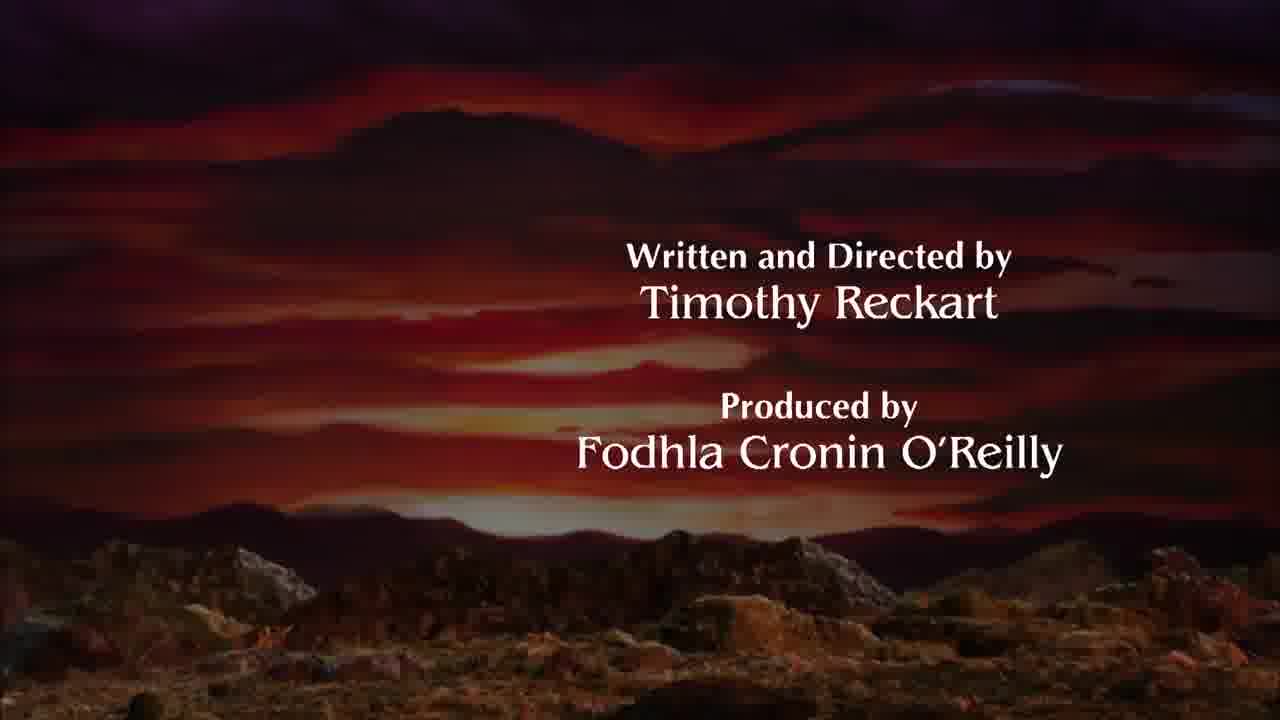 Written and Directed by
Timothy Reckart
Produced by
Fodhla Cronin O'Reilly